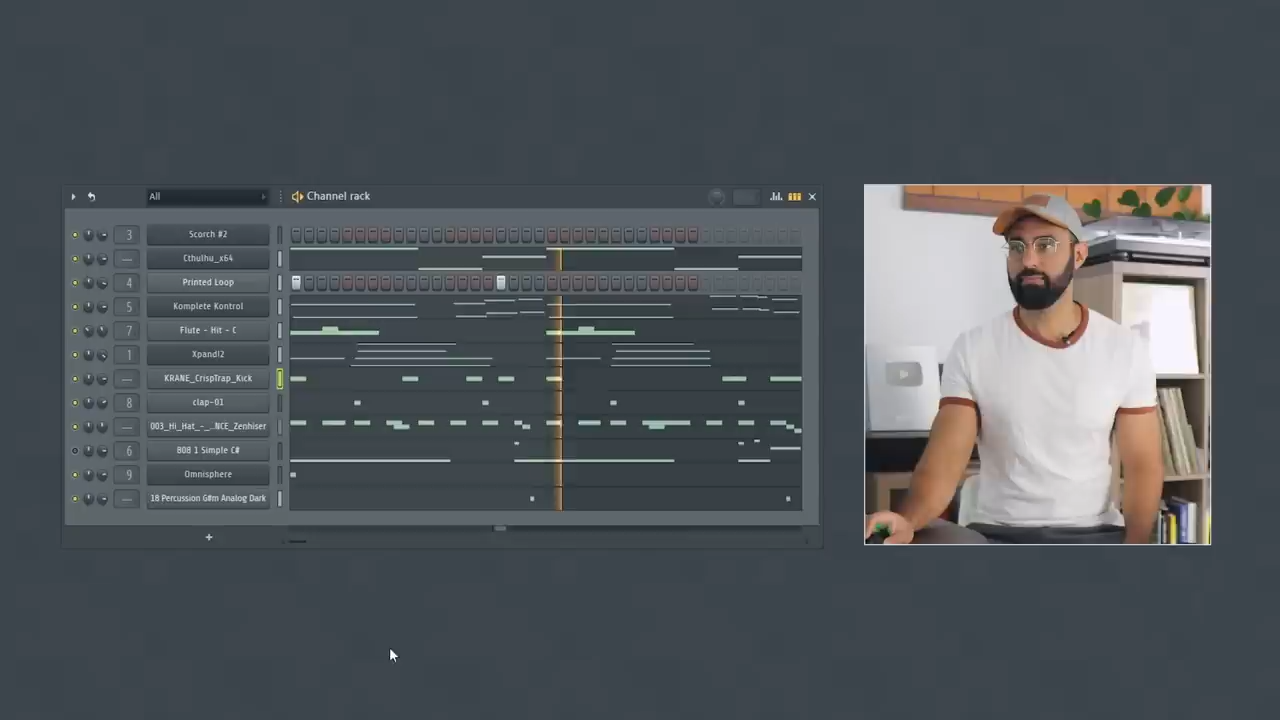 All
Channel rack
3 Scorch #2
--- Cthulhu_x64
4 Printed Loop
5 Komplete Kontrol
7 Flute - Hit - C
1 Xpand!2
--- KRANE_CrispTrap_Kick
8 clap-01
--- 003_Hi_Hat_-_..NCE_Zenhiser
6 808 1 Simple C#
9 Omnisphere
--- 18 Percussion G#m Analog Dark
+